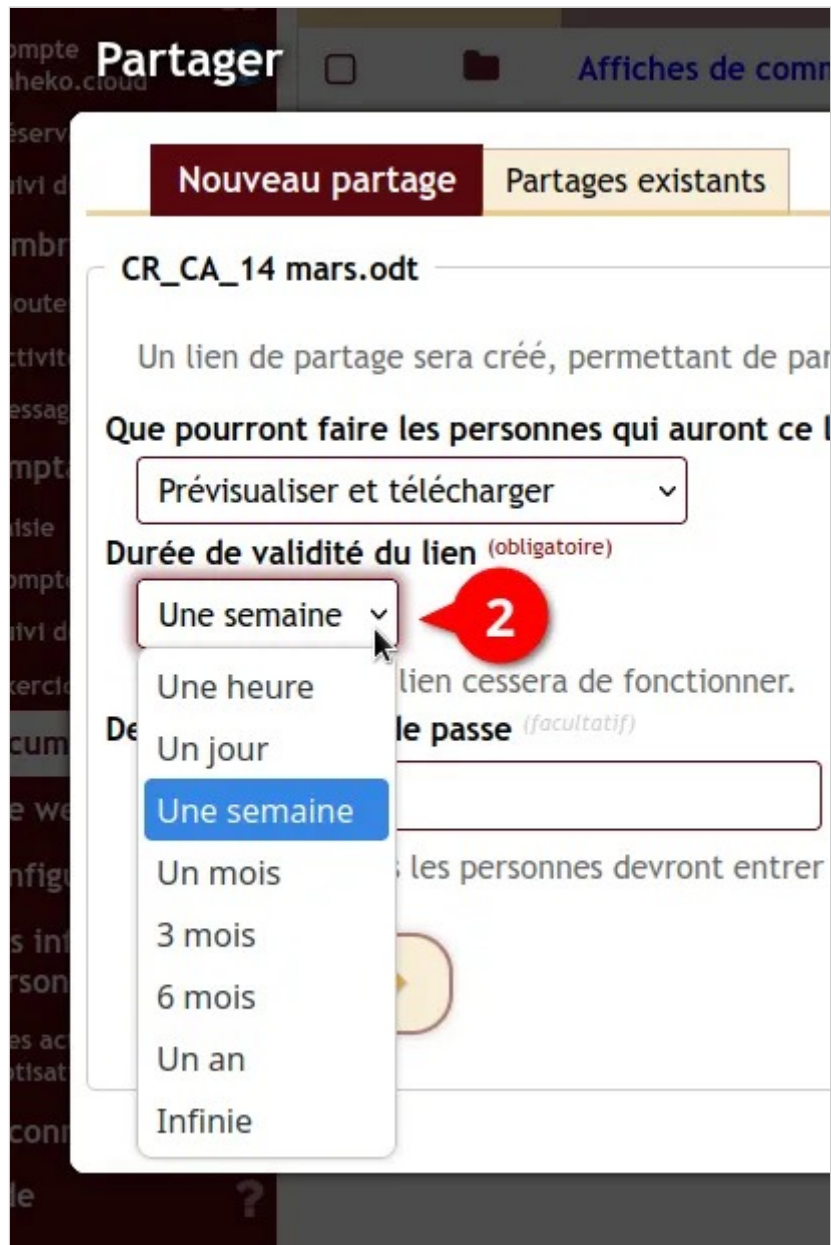 Partager
Affiches de
Nouveau partage
Partages existants
CR_CA_14 mars.odt
Un lien de partage sera créé, permettant de
Que pourront faire les personnes qui auront ce
Prévisualiser et télécharger
Durée de validité du lien (obligatoire)
Une semaine
2
Une heure
lien cessera de fonctionner.
Un jour
le passe (facultatif)
Une semaine
Un mois
les personnes devront entrer
3 mois
6 mois
Un an
Infinie
?